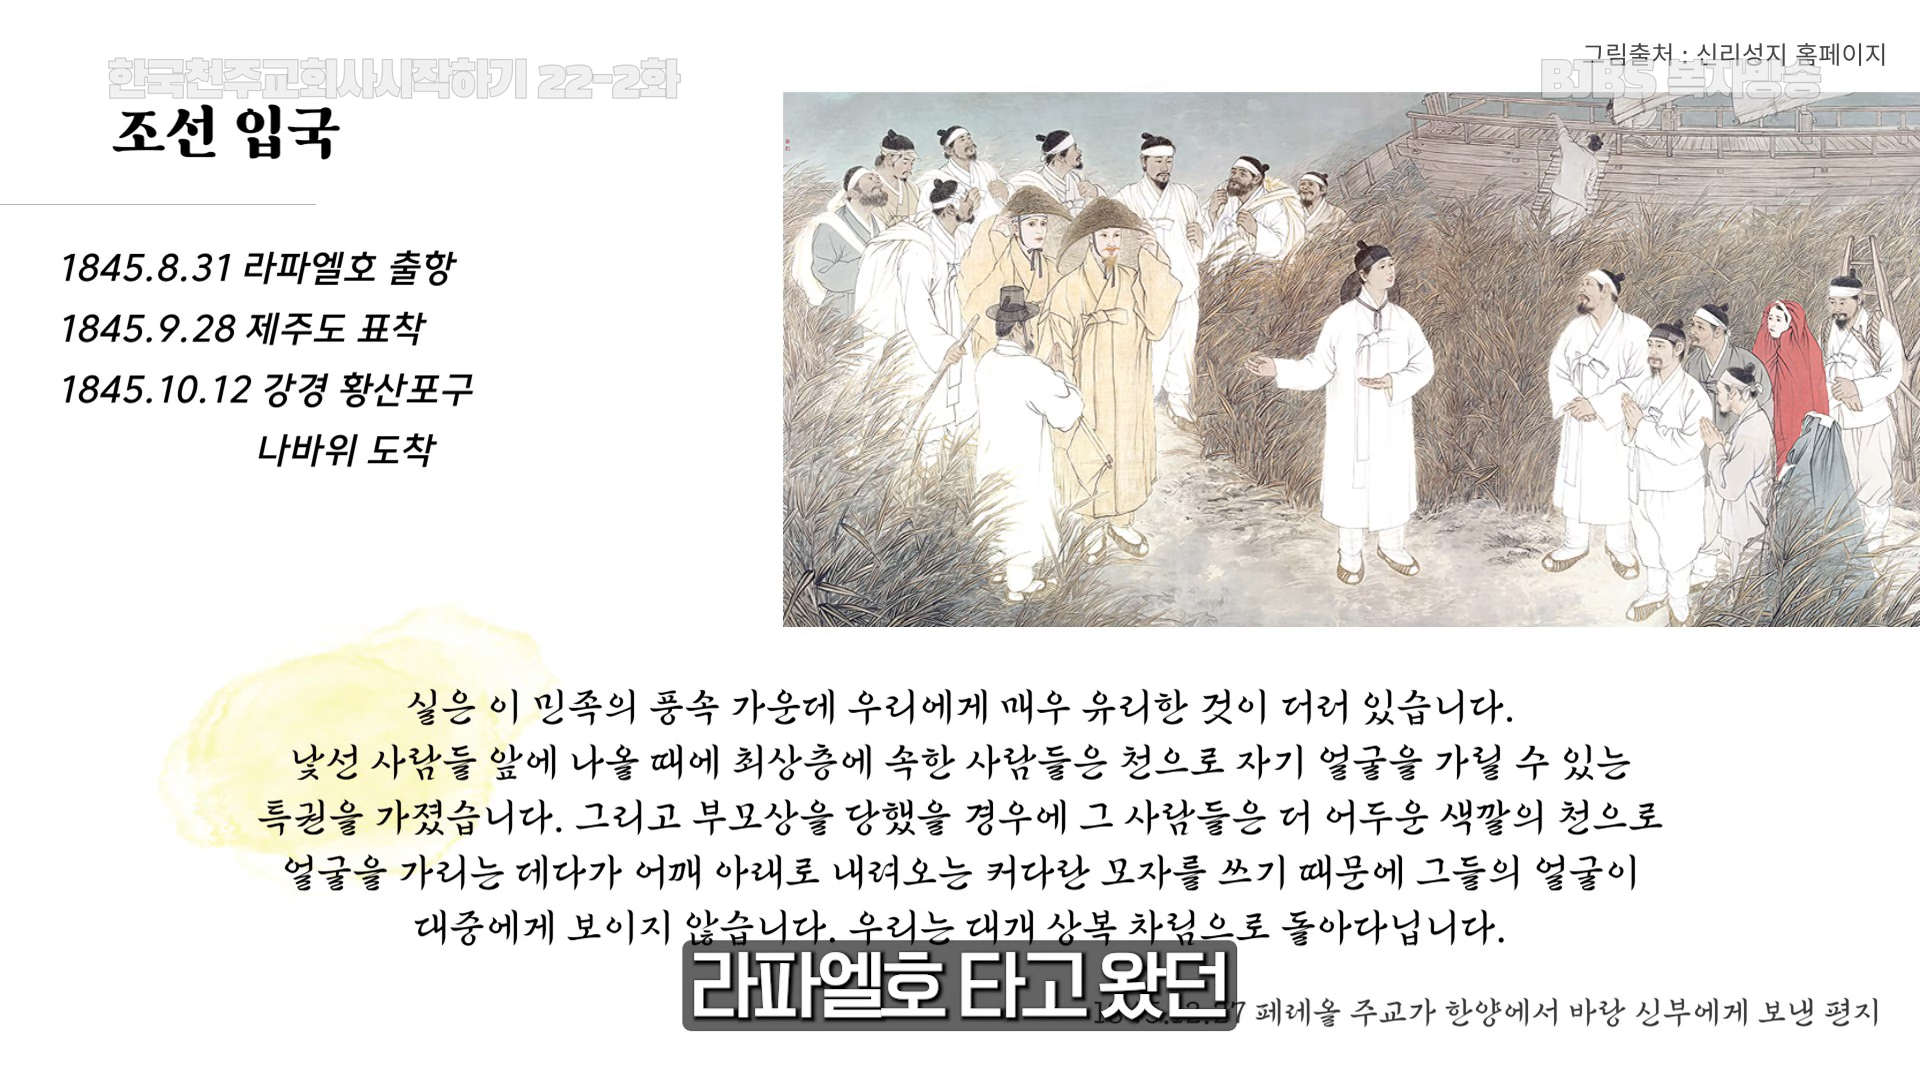 그림출처 : 신리성지 홈페이지
한국천주교회사시작하기 22-2화
BJBS 복자방송
조선 입국
1845.8.31 라파엘호 출항
1845.9.28 제주도 표착
1845.10.12 강경 황산포구
나바위 도착
실은 이 민족의 풍속 가운데 우리에게 매우 유리한 것이 더러 있습니다.
낯선 사람들 앞에 나올 때에 최상층에 속한 사람들은 천으로 자기 얼굴을 가릴 수 있는
특권을 가졌습니다. 그리고 부모상을 당했을 경우에 그 사람들은 더 어두운 색깔의 천으로
얼굴을 가리는 데다가 어깨 아래로 내려오는 커다란 모자를 쓰기 때문에 그들의 얼굴이
대중에게 보이지 않습니다. 우리는 대개 상복 차림으로 돌아다닙니다.
라파엘호 타고 왔던
1845.12.27 페레올 주교가 한양에서 바랑 신부에게 보낸 편지